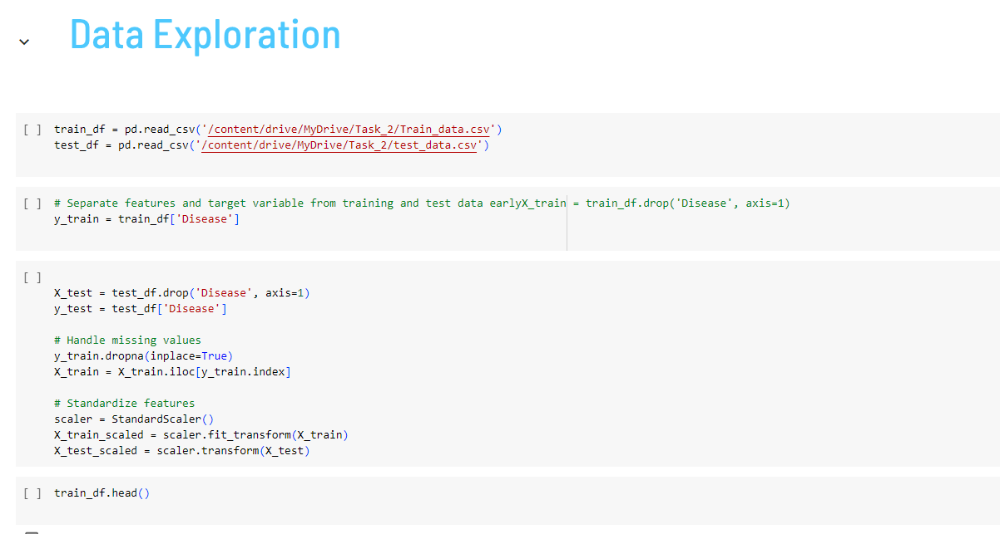 Data Exploration
[ ] train_df = pd.read_csv('/content/drive/MyDrive/Task_2/Train_data.csv')
test_df = pd.read_csv('/content/drive/MyDrive/Task_2/test_data.csv')
[ ] # Separate features and target variable from training and test data earlyX_train = train_df.drop('Disease', axis=1)
y_train = train_df['Disease']
[ ]
X_test = test_df.drop('Disease', axis=1)
y_test = test_df['Disease']
# Handle missing values
y_train.dropna(inplace=True)
X_train = X_train.iloc[y_train.index]
# Standardize features
scaler = StandardScaler()
X_train_scaled = scaler.fit_transform(X_train)
X_test_scaled = scaler.transform(X_test)
[ ] train_df.head()